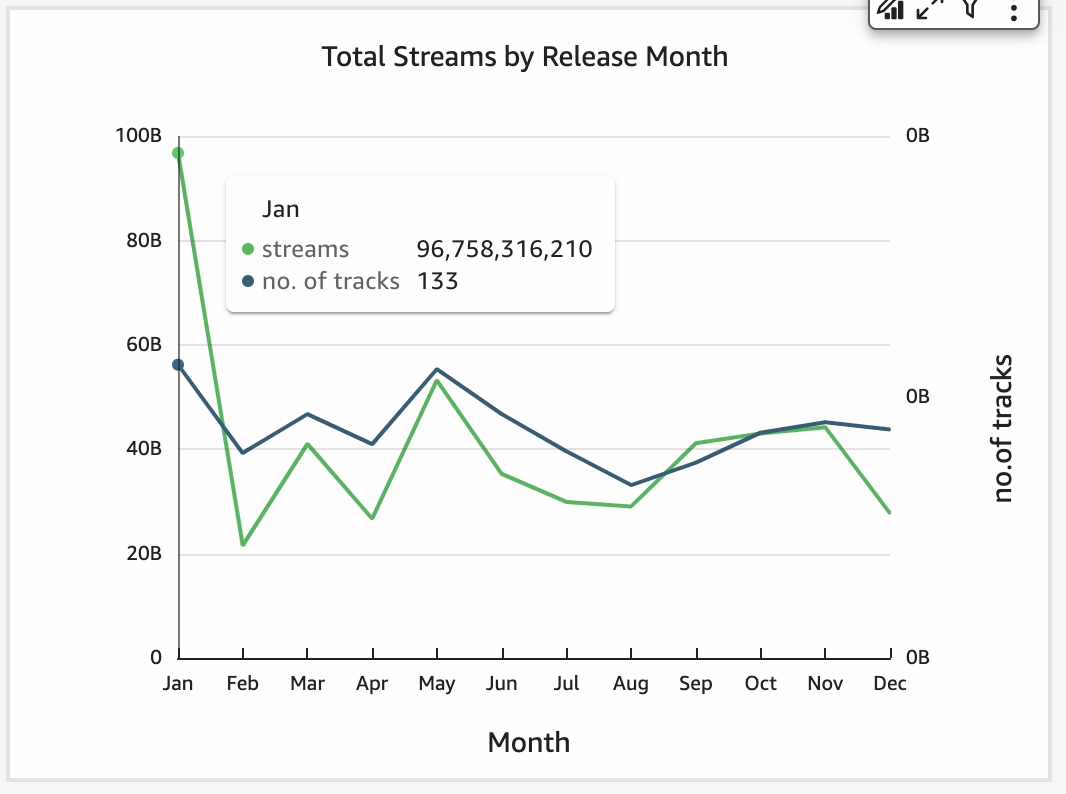 Total Streams by Release Month
100B
80B
60B
40B
20B
0
0B
0B
0B
no.of tracks
Jan
streams 96,758,316,210
no. of tracks 133
Jan Feb Mar Apr May Jun Jul Aug Sep Oct Nov Dec
Month